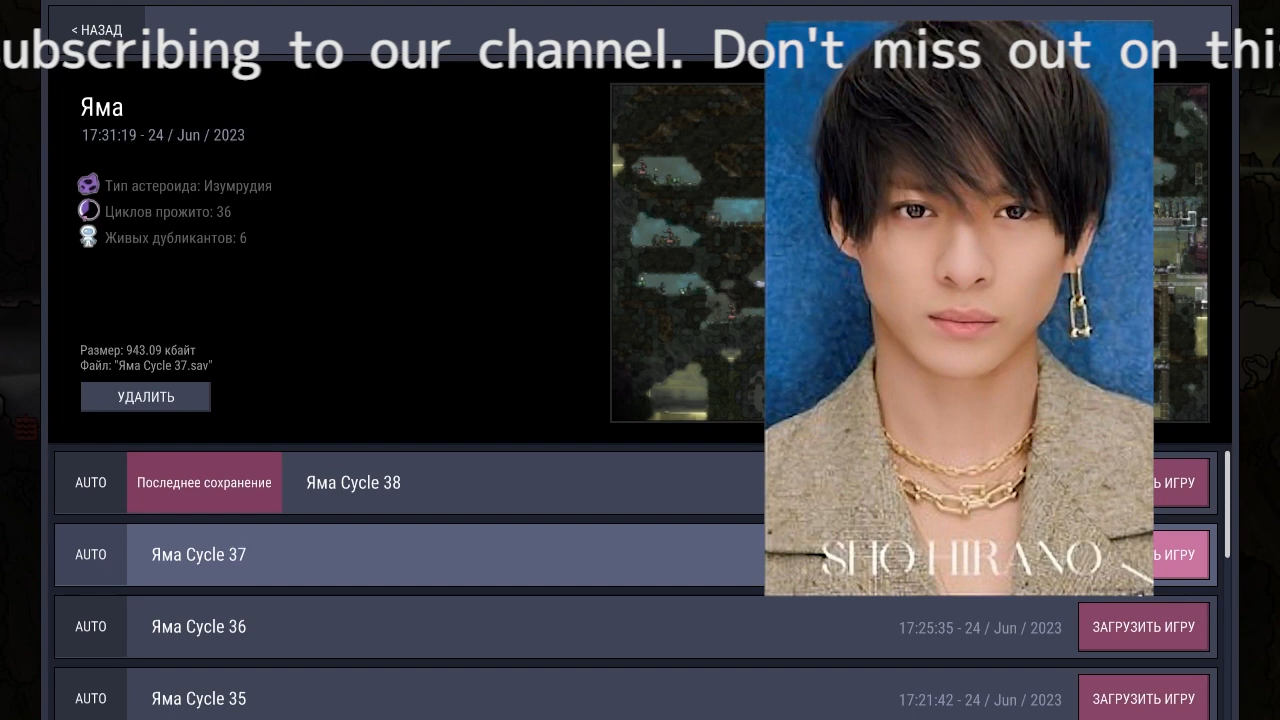 < НАЗАД
ubscribing to our channel. Don't miss out on thi
Яма
17:31:19 - 24 / Jun / 2023
Тип астероида: Изумрудия
Циклов прожито: 36
Живых дубликантов: 6
Размер: 943.09 кбайт
Файл: "Яма Cycle 37.sav"
УДАЛИТЬ
AUTO Последнее сохранение Яма Cycle 38 Ь ИГРУ
AUTO Яма Cycle 37 Ь ИГРУ
SHO HIRANO
AUTO Яма Cycle 36 17:25:35 - 24 / Jun / 2023 ЗАГРУЗИТЬ ИГРУ
AUTO Яма Cycle 35 17:21:42 - 24 / Jun / 2023 ЗАГРУЗИТЬ ИГРУ